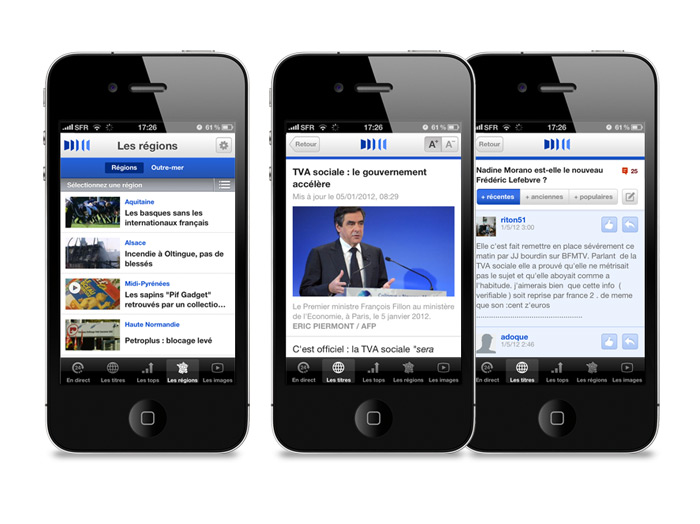 SFR 17:26 61 %
Les régions
Régions Outre-mer
Sélectionnez une région
Aquitaine
Les basques sans les
internationaux français
Alsace
Incendie à Oltingue, pas de
blessés
Midi-Pyrénées
Les sapins "Pif Gadget"
retrouvés par un collectio…
Haute Normandie
Petroplus : blocage levé
24
En direct Les titres Les tops Les régions Les images
SFR 17:26 61 %
Retour A+ A-
TVA sociale : le gouvernement
accélère
Mis à jour le 05/01/2012, 08:29
Le Premier ministre François Fillon au ministère
de l'Economie, à Paris, le 5 janvier 2012.
ERIC PIERMONT / AFP
C'est officiel : la TVA sociale "sera
24
En direct Les titres Les tops Les régions Les images
SFR 17:26 61 %
Retour
Nadine Morano est-elle le nouveau
Frédéric Lefebvre ?
25
+ récentes + anciennes + populaires
riton51
1/5/12 3:00
Elle c'est fait remettre en place sévérement ce
matin par JJ bourdin sur BFMTV. Parlant de la
TVA sociale elle a prouvé qu'elle ne métrisait
pas le sujet et qu'elle aboyait comme a
l'habitude. j'aimerais bien que cette info (
verifiable ) soit reprise par france 2 . de meme
que son :cent z'euros
................................................
adoque
1/5/12 2:46
24
En direct Les titres Les tops Les régions Les images